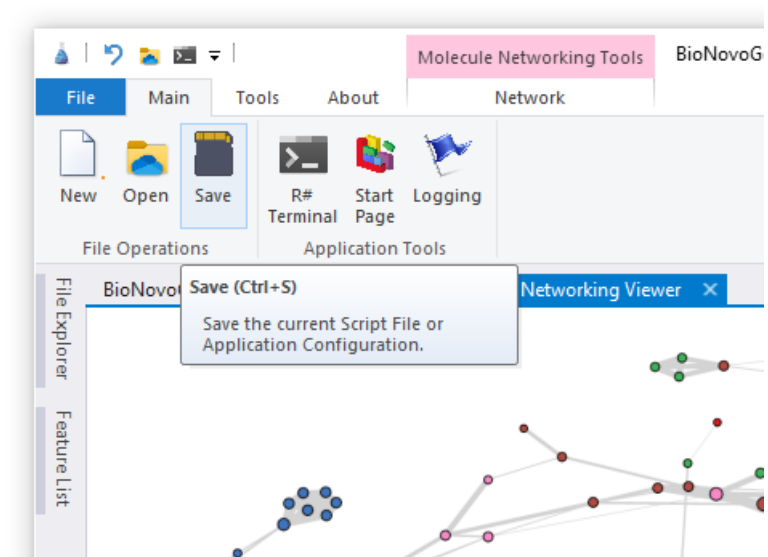 Molecule Networking Tools
BioNovoG
File Main Tools About Network
New Open Save R# Terminal Start Page Logging
File Operations Application Tools
File Explorer
Feature List
BioNovo Networking Viewer
Save (Ctrl+S)
Save the current Script File or
Application Configuration.